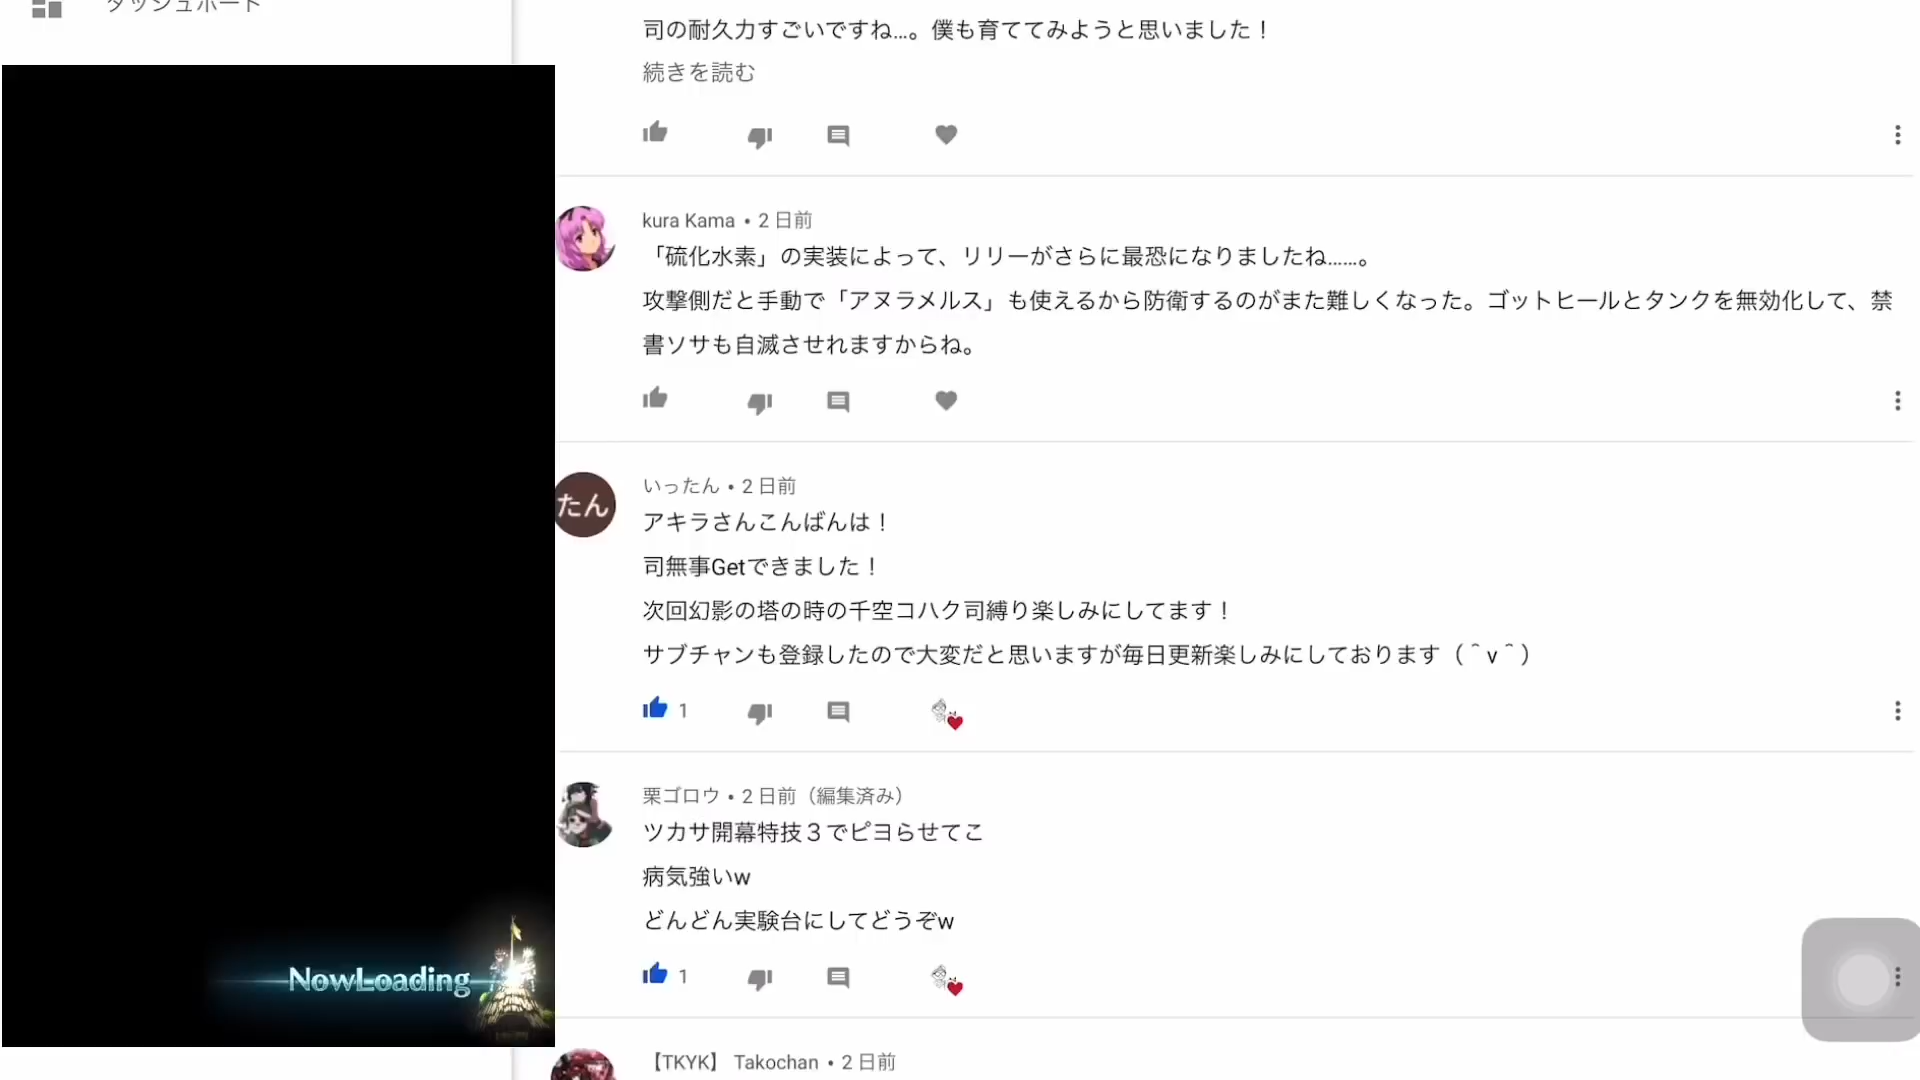 ダッシュボード
司の耐久力すごいですね…。僕も育ててみようと思いました！
続きを読む
kura Kama • 2 日前
「硫化水素」の実装によって、リリーがさらに最恐になりましたね……。
攻撃側だと手動で「アヌラメルス」も使えるから防衛するのがまた難しくなった。ゴットヒールとタンクを無効化して、禁
書ソサも自滅させれますからね。
たん
いったん • 2 日前
アキラさんこんばんは！
司無事Getできました！
次回幻影の塔の時の千空コハク司縛り楽しみにしてます！
サブチャンも登録したので大変だと思いますが毎日更新楽しみにしております（＾v＾）
1
栗ゴロウ • 2 日前（編集済み）
ツカサ開幕特技３でピヨらせてこ
病気強いw
どんどん実験台にしてどうぞw
1
NowLoading
【TKYK】 Takochan • 2 日前